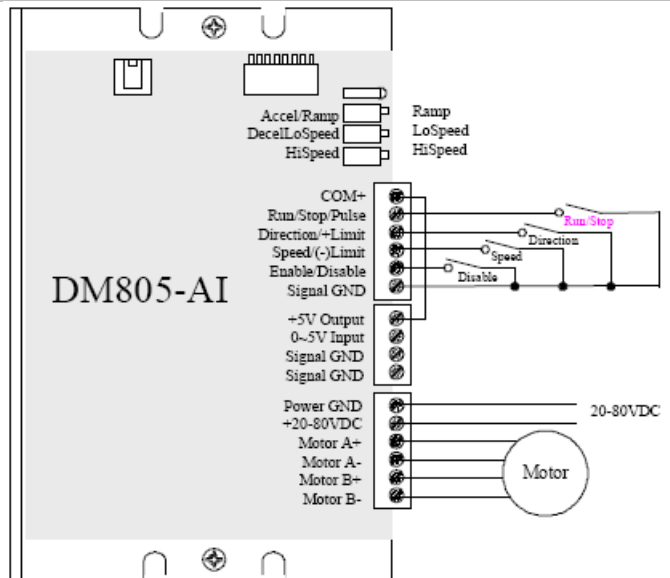 Accel/Ramp
DecelLoSpeed
HiSpeed
Ramp
LoSpeed
HiSpeed
COM+
Run/Stop/Pulse
Direction/+Limit
Speed/(-)Limit
Enable/Disable
Signal GND
Run/Stop
Direction
Speed
Disable
DM805-AI
+5V Output
0~5V Input
Signal GND
Signal GND
Power GND
+20-80VDC
Motor A+
Motor A-
Motor B+
Motor B-
20-80VDC
Motor